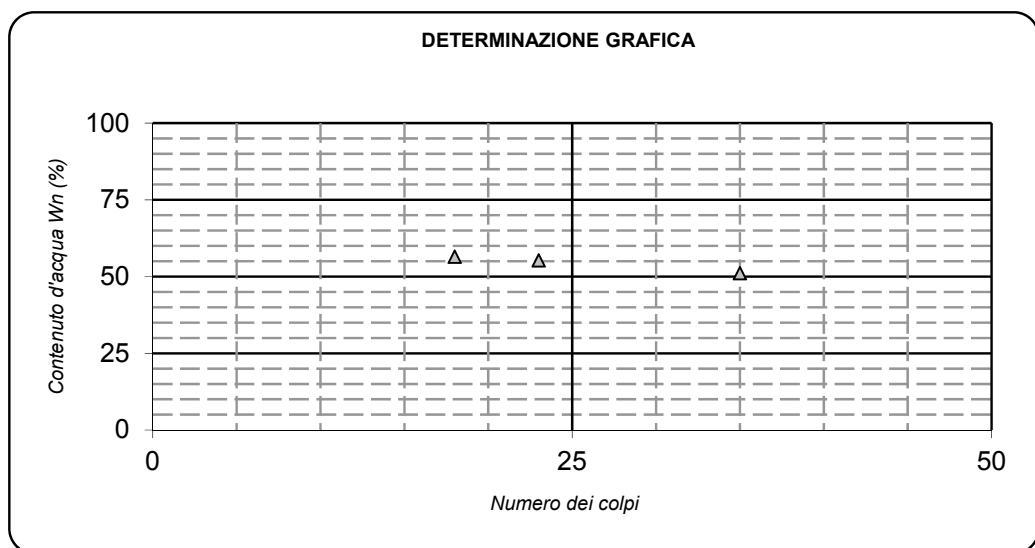 DETERMINAZIONE GRAFICA
Contenuto d'acqua Wn (%)
100
75
50
25
0
0
25
50
Numero dei colpi